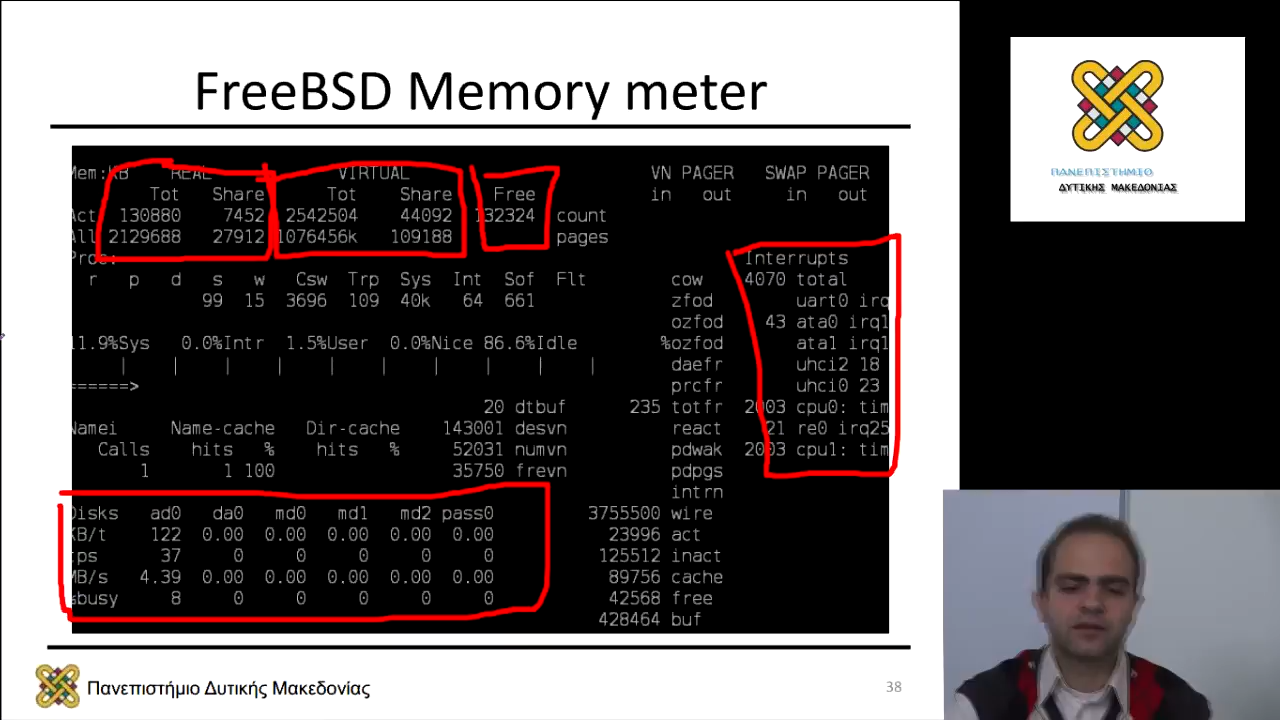 FreeBSD Memory meter
Mem:KB REAL VIRTUAL VN PAGER SWAP PAGER
Tot Share Tot Share Free in out in out
Act 130880 7452 2542504 44092 132324 count
All 2129688 27912 1076456k 109188 pages
Proc: Interrupts
r p d s w Csw Trp Sys Int Sof Flt cow 4070 total
99 15 3696 109 40k 64 661 zfod uart0 irq
ozfod 43 ata0 irq1
11.9%Sys 0.0%Intr 1.5%User 0.0%Nice 86.6%Idle %ozfod ata1 irq1
| | | | | | | | | | daefr uhci2 18
======> prcfr uhci0 23
20 dtbuf 235 totfr 2003 cpu0: tim
Namei Name-cache Dir-cache 143001 desvn react 21 re0 irq25
Calls hits % hits % 52031 numvn pdwak 2003 cpu1: tim
1 1 100 35750 frevn pdpgs
intrn
Disks ad0 da0 md0 md1 md2 pass0 3755500 wire
KB/t 122 0.00 0.00 0.00 0.00 0.00 23996 act
tps 37 0 0 0 0 0 125512 inact
MB/s 4.39 0.00 0.00 0.00 0.00 0.00 89756 cache
%busy 8 0 0 0 0 0 42568 free
428464 buf
Πανεπιστήμιο Δυτικής Μακεδονίας
38
ΠΑΝΕΠΙΣΤΗΜΙΟ
ΔΥΤΙΚΗΣ ΜΑΚΕΔΟΝΙΑΣ